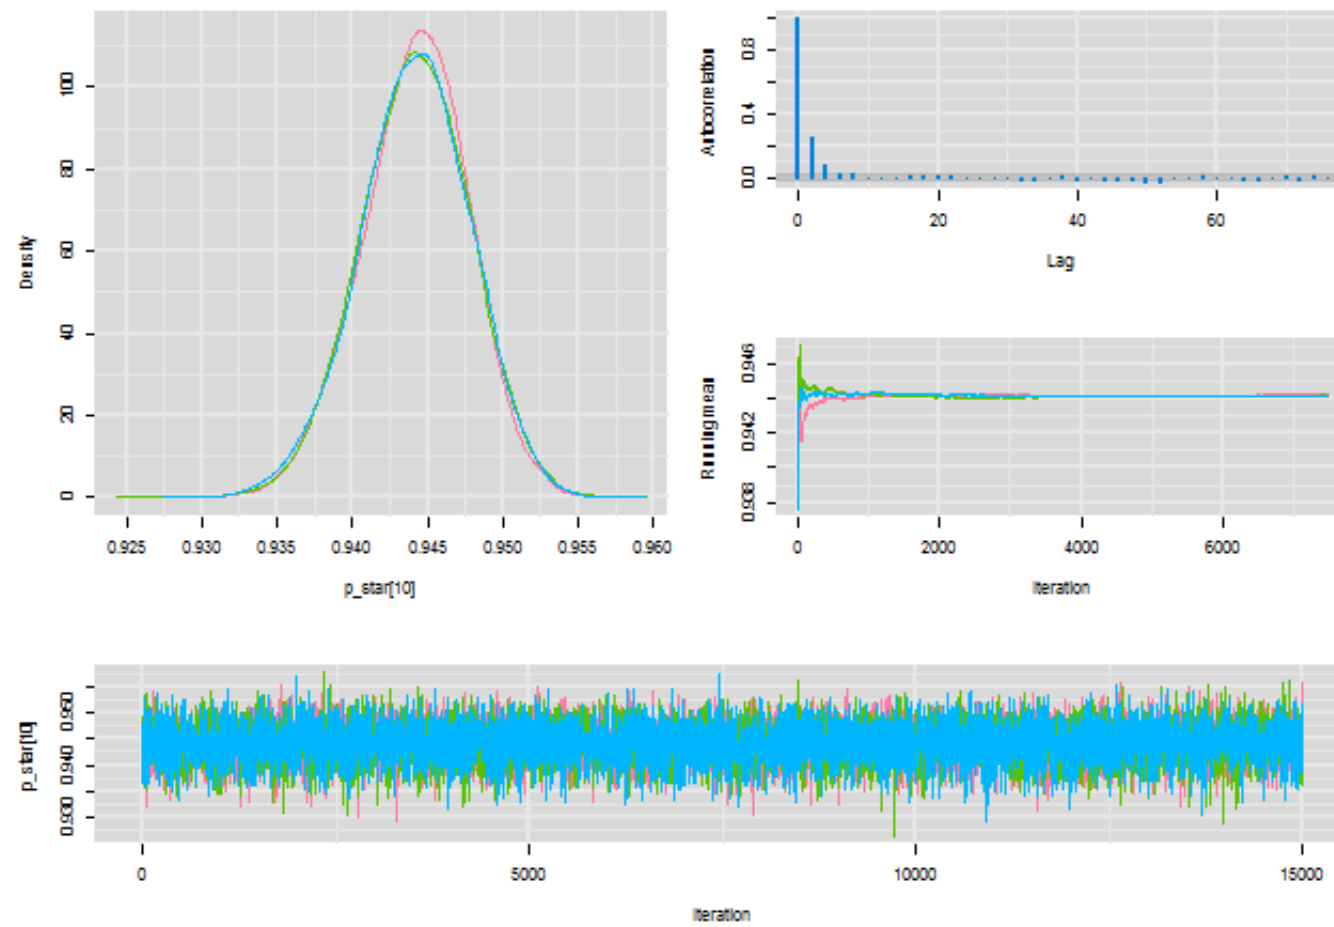 Density
0 20 40 60 80 100
0.925 0.930 0.935 0.940 0.945 0.950 0.955 0.960
p_star[10]
Autocorrelation
0.0 0.4 0.8
0 20 40 60
Lag
Running mean
0.938 0.942 0.946
0 2000 4000 6000
Iteration
p_star[10]
0.930 0.940 0.950
0 5000 10000 15000
Iteration